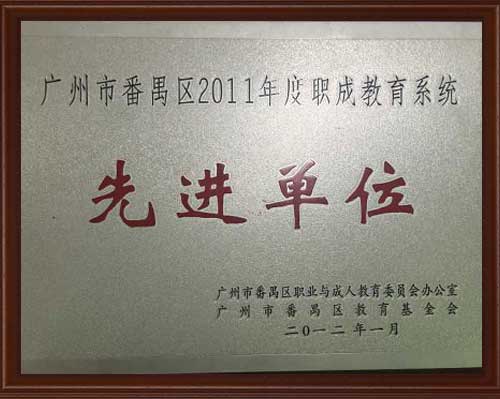 广州市番禺区2011年度职成教育系统
先进单位
广州市番禺区职业与成人教育委员会办公室
广州市番禺区教育基金会
二〇一二年一月